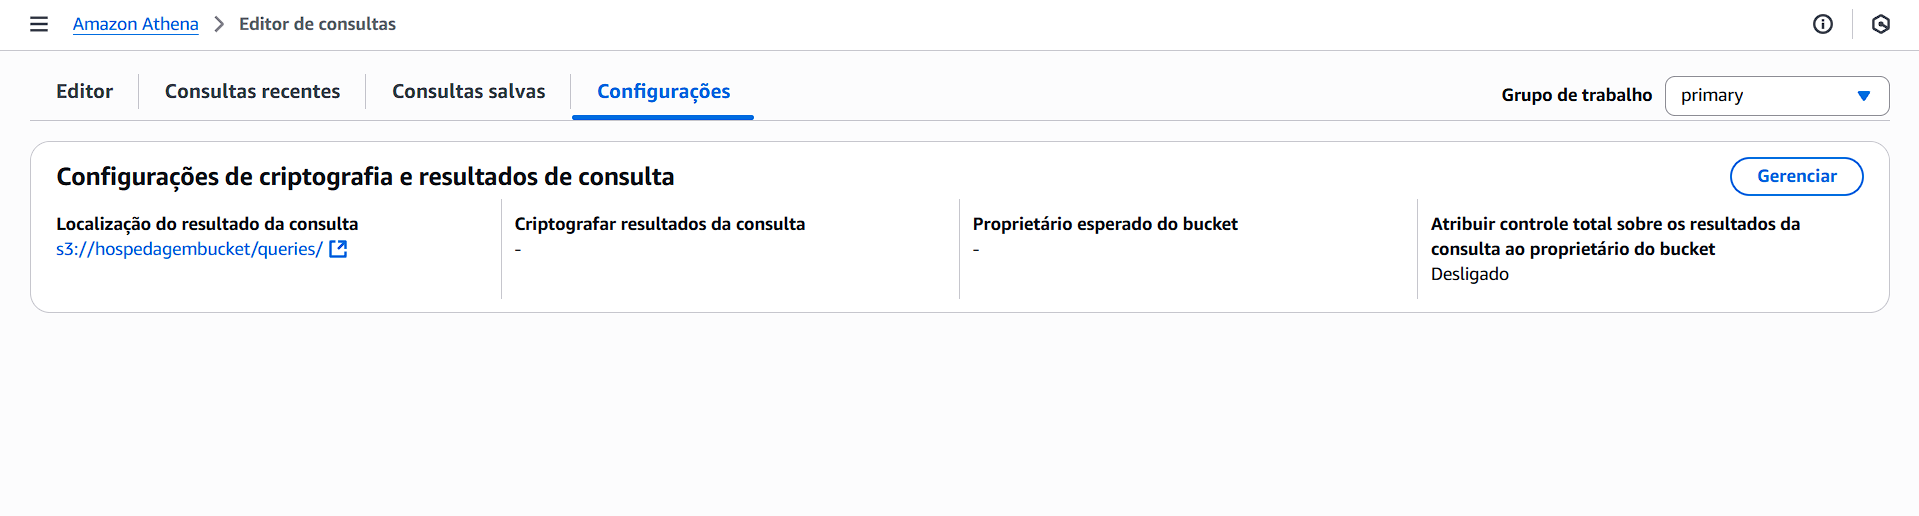 Amazon Athena > Editor de consultas
Editor
Consultas recentes
Consultas salvas
Configurações
Grupo de trabalho
primary
Configurações de criptografia e resultados de consulta
Gerenciar
Localização do resultado da consulta
s3://hospedagembucket/queries/
Criptografar resultados da consulta
-
Proprietário esperado do bucket
-
Atribuir controle total sobre os resultados da
consulta ao proprietário do bucket
Desligado